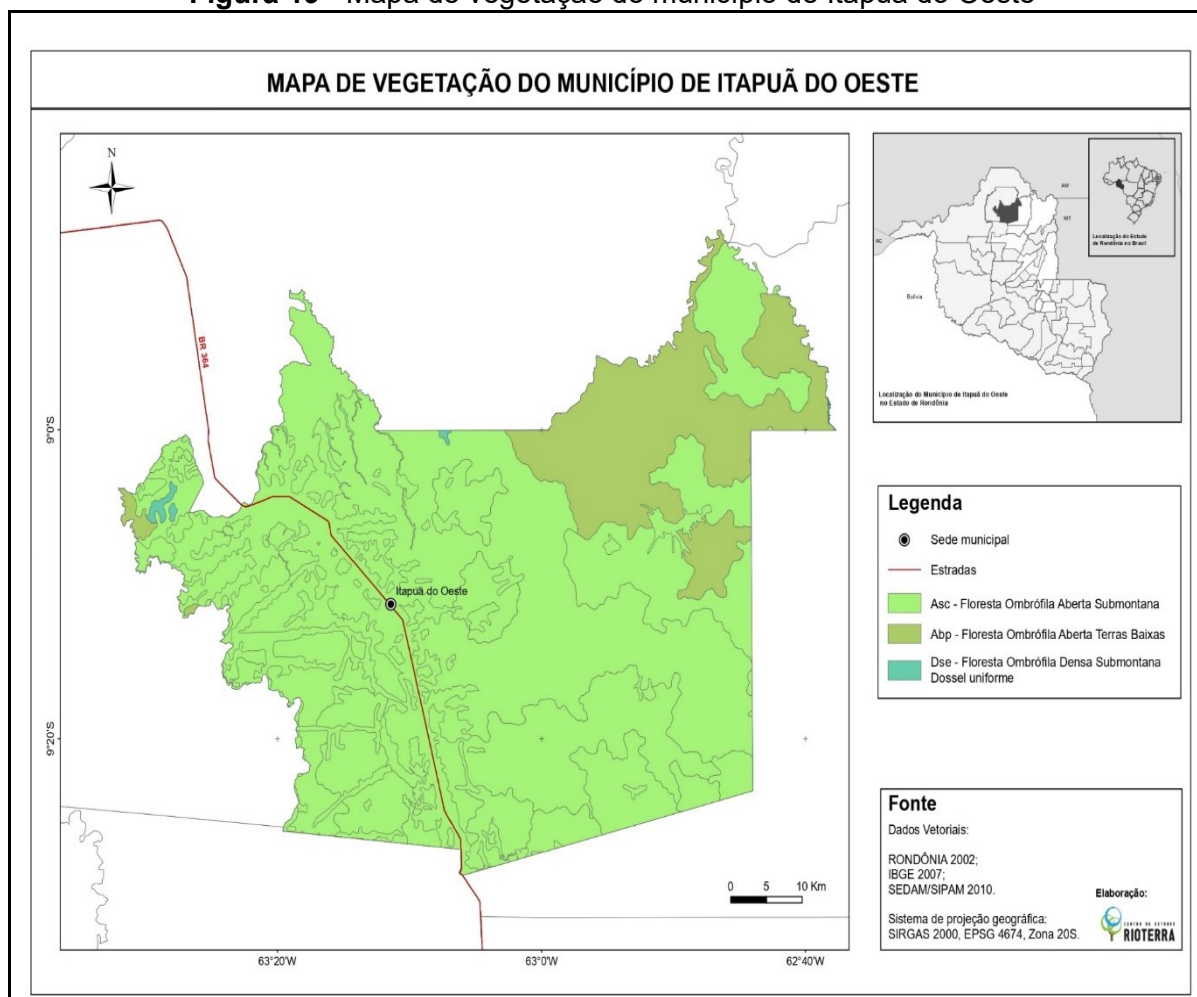 Figura 10 - Mapa de vegetação do município de Itapuã do Oeste
MAPA DE VEGETAÇÃO DO MUNICÍPIO DE ITAPUÃ DO OESTE
N
BR 364
9°0'S
9°20'S
Itapuã do Oeste
0 5 10 Km
63°20'W
63°0'W
62°40'W
AM
MT
AC
Bolívia
Localização do Estado
de Rondônia no Brasil
Localização do Município de Itapuã do Oeste
no Estado de Rondônia
Legenda
Sede municipal
Estradas
Asc - Floresta Ombrófila Aberta Submontana
Abp - Floresta Ombrófila Aberta Terras Baixas
Dse - Floresta Ombrófila Densa Submontana
Dossel uniforme
Fonte
Dados Vetoriais:
RONDÔNIA 2002;
IBGE 2007;
SEDAM/SIPAM 2010.
Sistema de projeção geográfica:
SIRGAS 2000, EPSG 4674, Zona 20S.
Elaboração:
CENTRO DE ESTUDOS
RIOTERRA